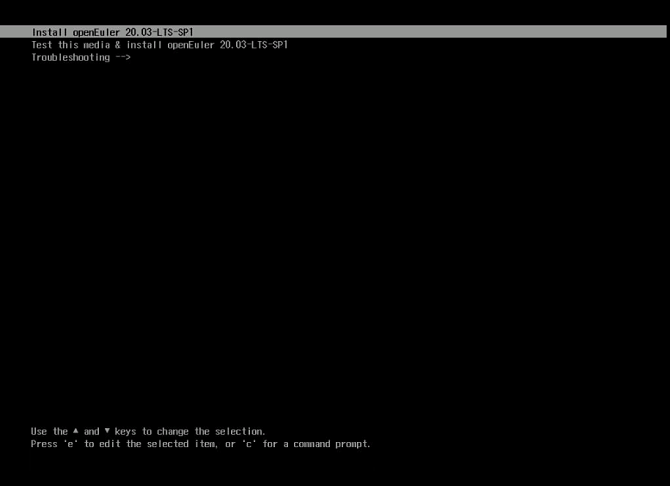 Install openEuler 20.03-LTS-SP1
Test this media & install openEuler 20.03-LTS-SP1
Troubleshooting -->
Use the ▲ and ▼ keys to change the selection.
Press 'e' to edit the selected item, or 'c' for a command prompt.